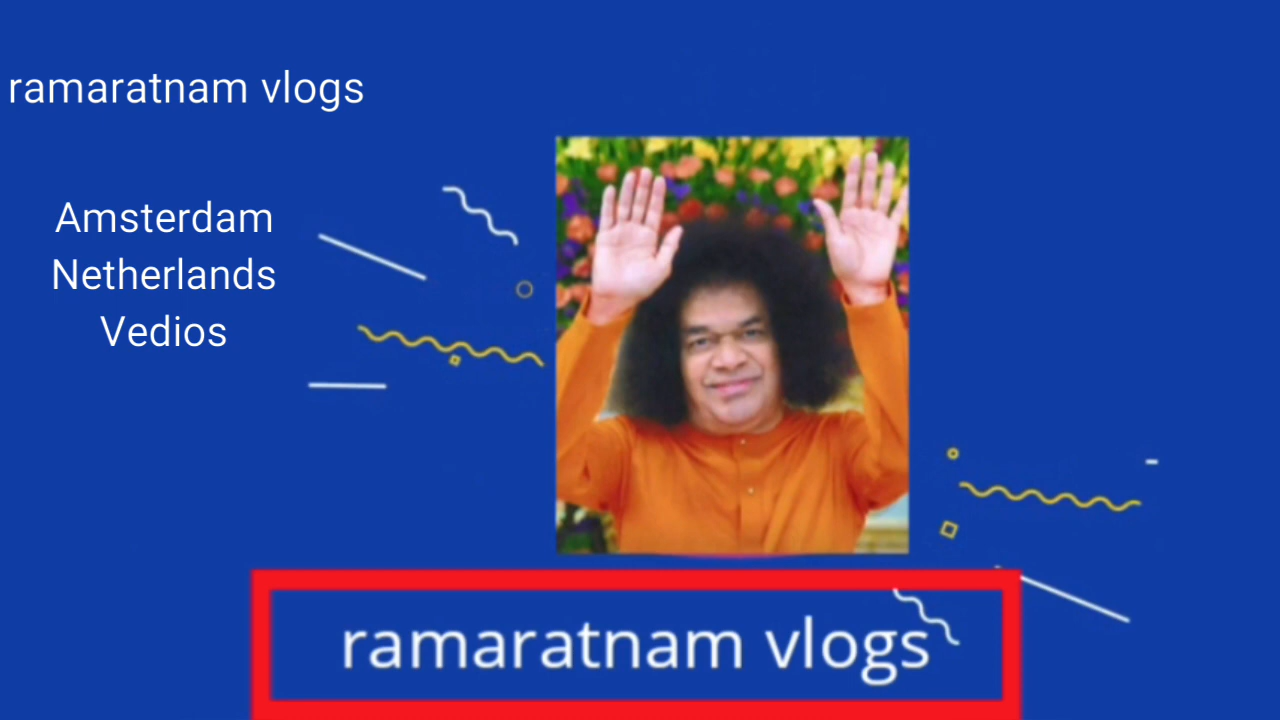 ramaratnam vlogs
Amsterdam
Netherlands
Vedios
ramaratnam vlogs